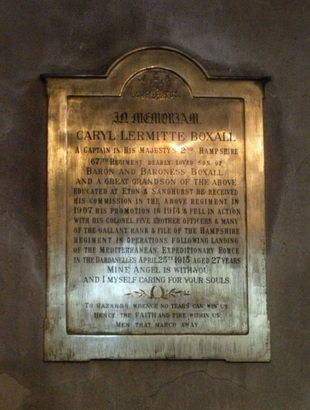 IN MEMORIAM
CARYL LERMITTE BOXALL
A CAPTAIN IN HIS MAJESTY'S 2ND HAMPSHIRE
67TH REGIMENT DEARLY LOVED SON OF
BARON AND BARONESS BOXALL
AND A GREAT GRANDSON OF THE ABOVE
EDUCATED AT ETON & SANDHURST HE RECEIVED
HIS COMMISSION IN THE ABOVE REGIMENT IN
1907, HIS PROMOTION IN 1914 & FELL IN ACTION
WITH HIS COLONEL, FIVE BROTHER OFFICERS & MANY
OF THE GALLANT RANK & FILE OF THE HAMPSHIRE
REGIMENT IN OPERATIONS FOLLOWING LANDING
OF THE MEDITERRANEAN EXPEDITIONARY FORCE
IN THE DARDANELLES APRIL 25TH 1915 AGED 27 YEARS
MINE ANGEL IS WITH YOU
AND I MYSELF CARING FOR YOUR SOULS
TO HAZARDS WHENCE NO TEARS CAN WIN US
HENCE THE FAITH AND FIRE WITHIN US
MEN THAT MARCH AWAY